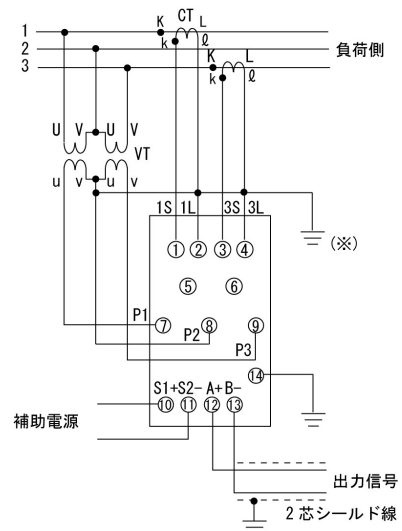 CT
K L
1
2
3
k ℓ
負荷側
K L
k ℓ
U V U V
VT
u v u v
1S 1L 3S 3L
(※)
① ② ③ ④
⑤ ⑥
P1 ⑦ ⑧ ⑨
P2
P3
⑭
S1+ S2- A+ B-
⑩ ⑪ ⑫ ⑬
補助電源
出力信号
2芯シールド線